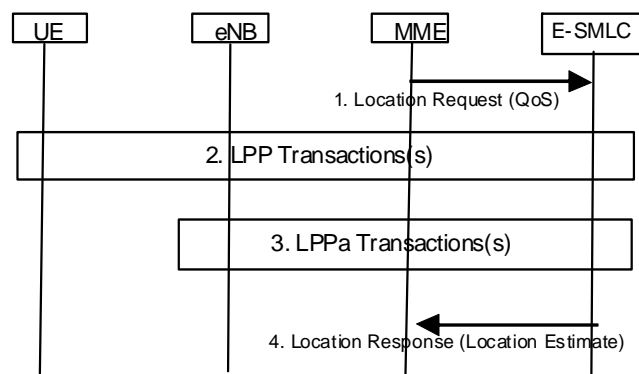 UE eNB MME E-SMLC
1. Location Request (QoS)
2. LPP Transactions(s)
3. LPPa Transactions(s)
4. Location Response (Location Estimate)